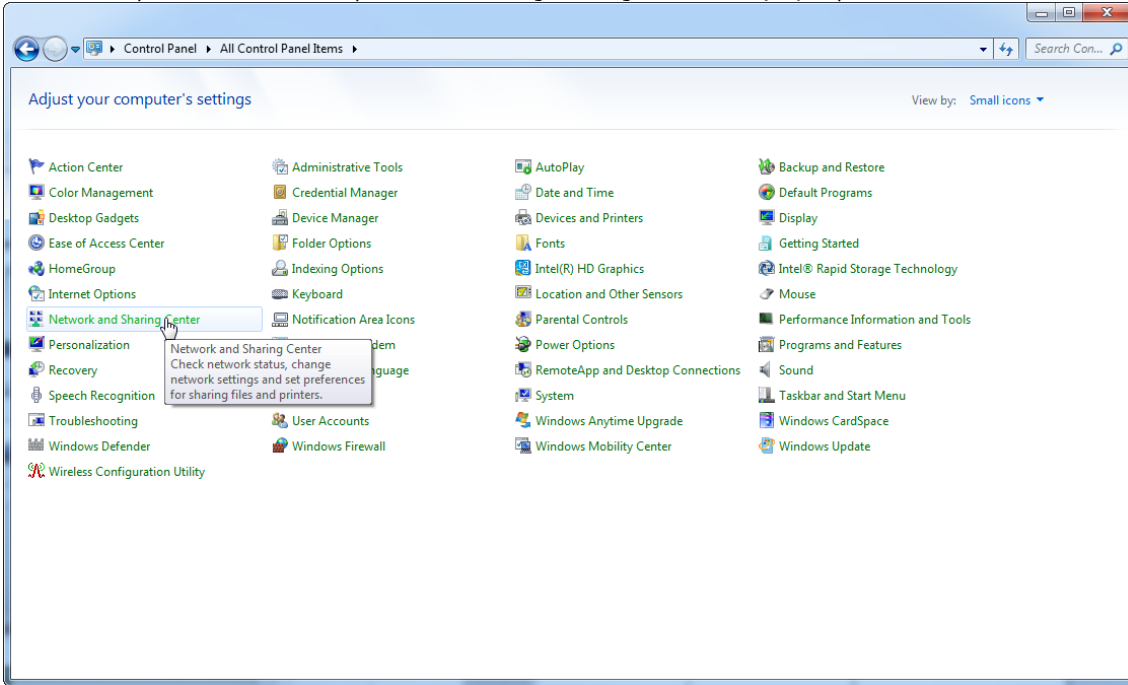 Control Panel All Control Panel Items
Search Con...
Adjust your computer's settings
View by: Small icons
Action Center
Administrative Tools
AutoPlay
Backup and Restore
Color Management
Credential Manager
Date and Time
Default Programs
Desktop Gadgets
Device Manager
Devices and Printers
Display
Ease of Access Center
Folder Options
Fonts
Getting Started
HomeGroup
Indexing Options
Intel(R) HD Graphics
Intel® Rapid Storage Technology
Internet Options
Keyboard
Location and Other Sensors
Mouse
Network and Sharing Center
Notification Area Icons
Parental Controls
Performance Information and Tools
Personalization
dem
Power Options
Programs and Features
Recovery
nguage
RemoteApp and Desktop Connections
Sound
Network and Sharing Center
Check network status, change
network settings and set preferences
for sharing files and printers.
Speech Recognition
System
Taskbar and Start Menu
Troubleshooting
User Accounts
Windows Anytime Upgrade
Windows CardSpace
Windows Defender
Windows Firewall
Windows Mobility Center
Windows Update
Wireless Configuration Utility